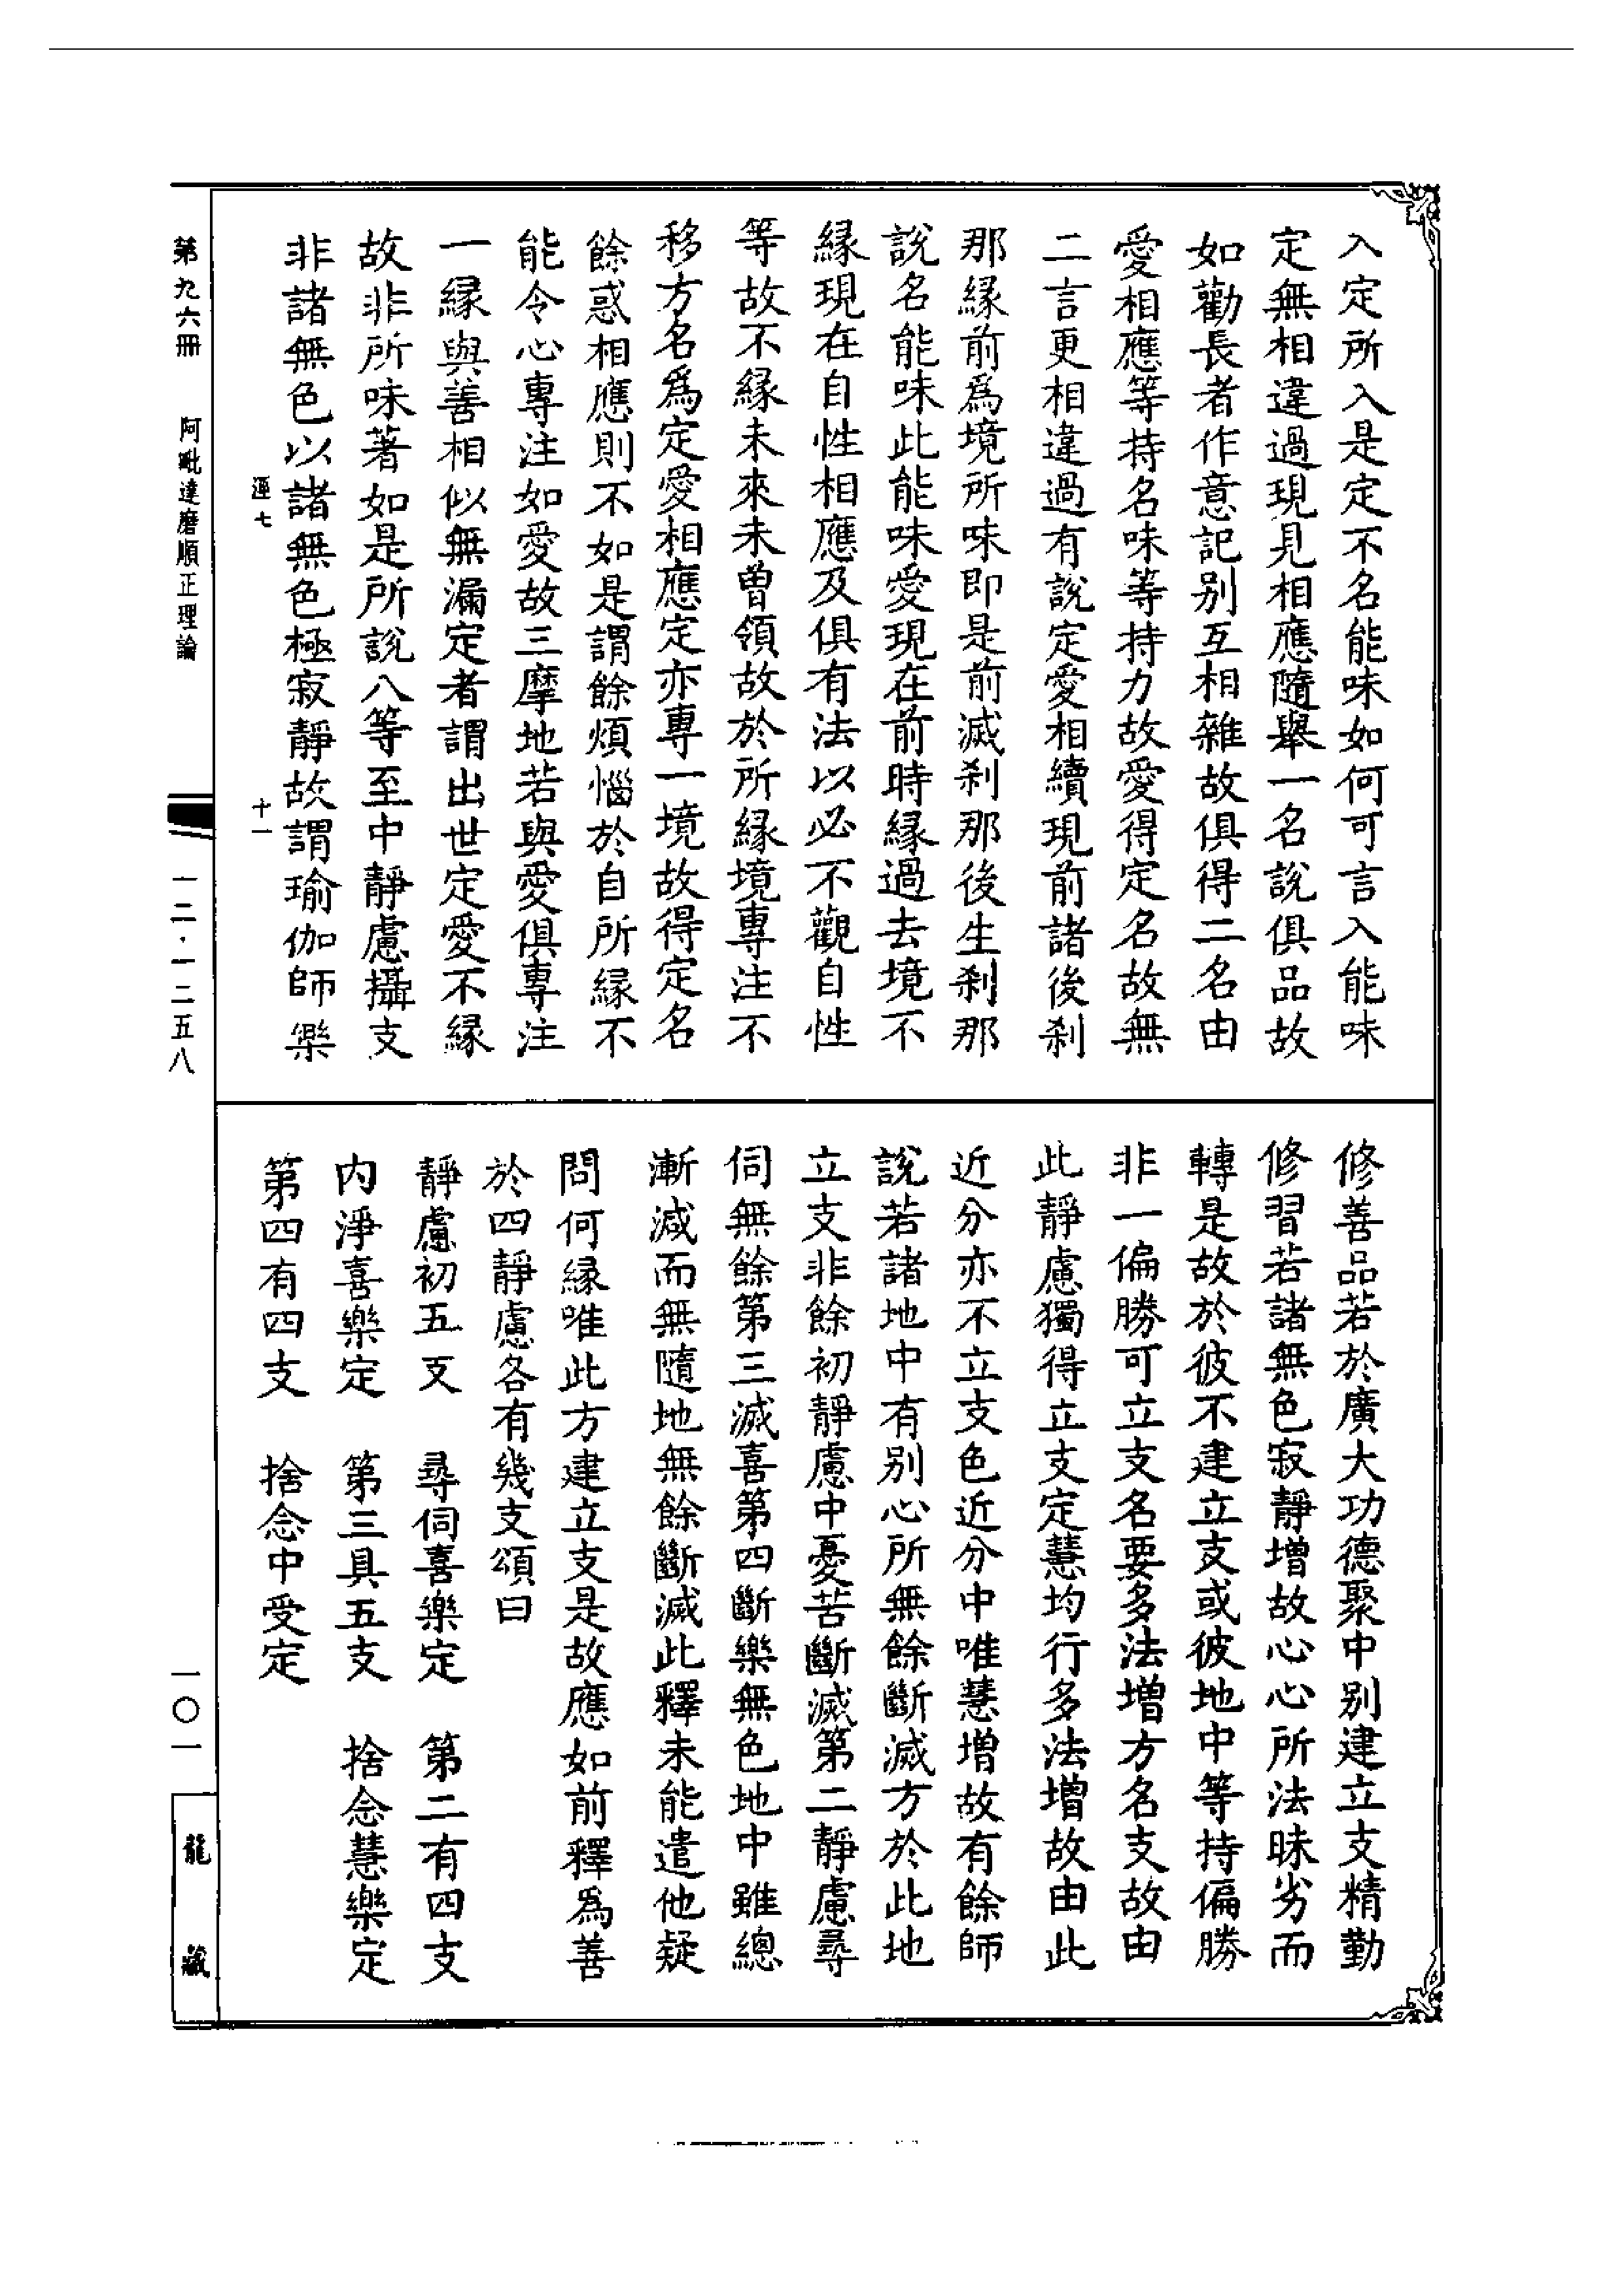 入定所入是定不名能味如何可言入能味
定無相違過現見相應隨舉一名說俱品故
如勸長者作意記别互相雜故俱得二名由
愛相應等持名味等持力故愛得定名故無
二言更相違過有說定愛相續現前諸後刹
那緣前爲境所味即是前滅刹那後生刹那
說名能味此能味愛現在前時緣過去境不
緣現在自性相應及俱有法以必不觀自性
等故不緣未來未曾領故於所緣境專注不
移方名爲定愛相應定亦專一境故得定名
餘惑相應則不如是謂餘煩惱於自所緣不
能令心專注如愛故三摩地若與愛俱專注
一緣與善相似無漏定者謂出世定愛不緣
故非所味著如是所說八等至中靜慮攝支
非諸無色以諸無色極寂靜故謂瑜伽師樂
修善品若於廣大功德聚中别建立支精勤
修習若諸無色寂靜增故心心所法昧劣而
轉是故於彼不建立支或彼地中等持偏勝
非一偏勝可立支名要多法增方名支故由
此靜慮獨得立支定慧均行多法增故由此
近分亦不立支色近分中唯慧增故有餘師
說若諸地中有别心所無餘斷滅方於此地
立支非餘初靜慮中憂苦斷滅第二靜慮尋
伺無餘第三滅喜第四斷樂無色地中雖總
漸減而無隨地無餘斷滅此釋未能遣他疑
問何緣唯此方建立支是故應如前釋爲善
於四靜慮各有幾支頌曰
靜慮初五支　尋伺喜樂定　第二有四支
内淨喜樂定　第三具五支　捨念慧樂定
第四有四支　捨念中受定
漚七　十一
第九六冊　阿毗達磨順正理論　一二·一二五八　一〇一　龍藏